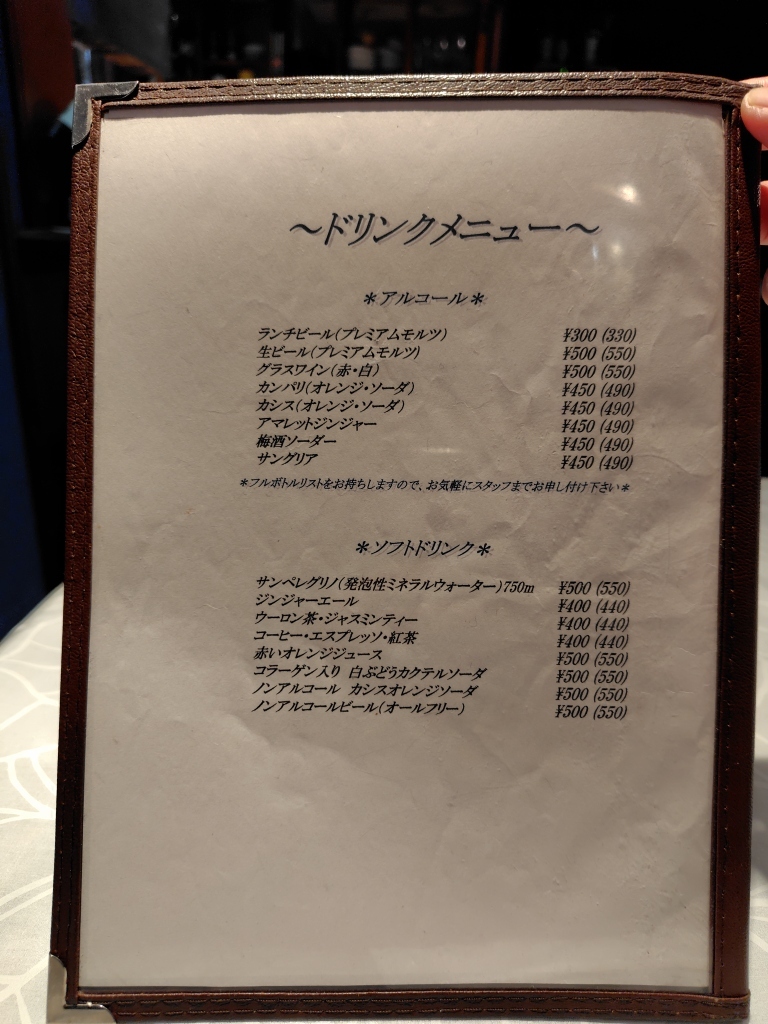 ～ドリンクメニュー～
＊アルコール＊
ランチビール(プレミアムモルツ) ¥300 (330)
生ビール(プレミアムモルツ) ¥500 (550)
グラスワイン(赤・白) ¥500 (550)
カンパリ(オレンジ・ソーダ) ¥450 (490)
カシス(オレンジ・ソーダ) ¥450 (490)
アマレットジンジャー ¥450 (490)
梅酒ソーダー ¥450 (490)
サングリア ¥450 (490)
＊フルボトルリストをお持ちしますので、お気軽にスタッフまでお申し付け下さい＊
＊ソフトドリンク＊
サンペレグリノ(発泡性ミネラルウォーター)750m ¥500 (550)
ジンジャーエール ¥400 (440)
ウーロン茶・ジャスミンティー ¥400 (440)
コーヒー・エスプレッソ・紅茶 ¥400 (440)
赤いオレンジジュース ¥500 (550)
コラーゲン入り 白ぶどうカクテルソーダ ¥500 (550)
ノンアルコール カシスオレンジソーダ ¥500 (550)
ノンアルコールビール(オールフリー) ¥500 (550)